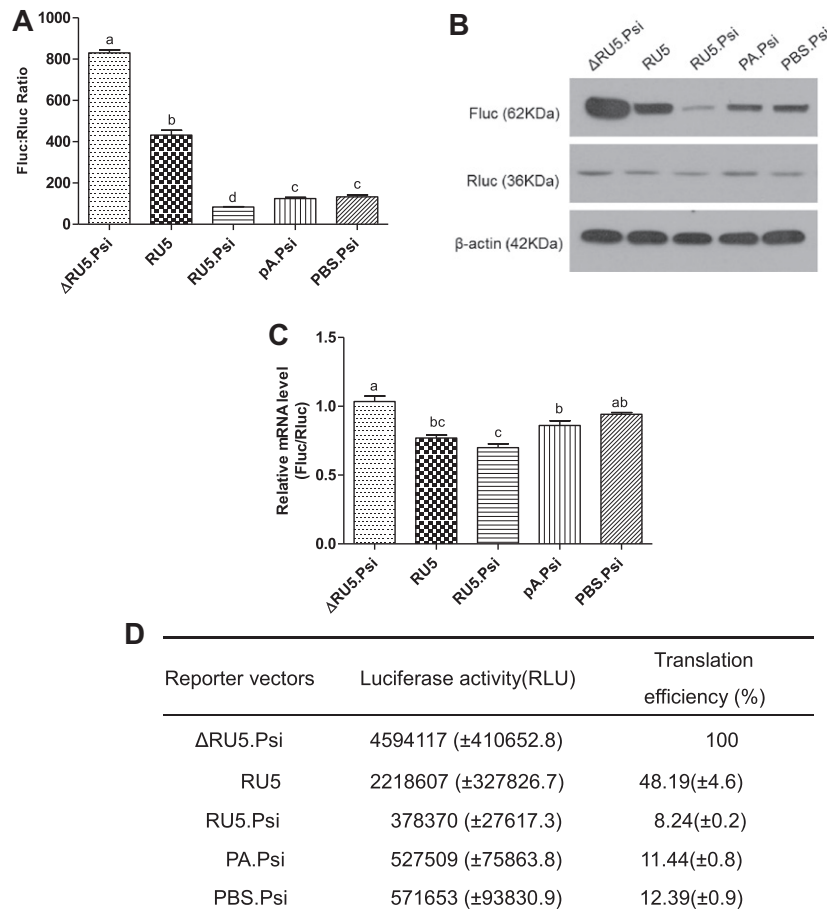 A
1000
800
600
400
200
0
Fluc:Rluc Ratio
a
b
d
c
c
ΔRU5.Psi
RU5
RU5.Psi
pA.Psi
PBS.Psi
B
ΔRU5.Psi
RU5
RU5.Psi
PA.Psi
PBS.Psi
Fluc (62KDa)
Rluc (36KDa)
β-actin (42KDa)
C
1.5
1.0
0.5
0.0
Relative mRNA level
(Fluc/Rluc)
a
bc
c
b
ab
ΔRU5.Psi
RU5
RU5.Psi
pA.Psi
PBS.Psi
D
Reporter vectors Luciferase activity(RLU) Translation
efficiency (%)
ΔRU5.Psi 4594117 (±410652.8) 100
RU5 2218607 (±327826.7) 48.19(±4.6)
RU5.Psi 378370 (±27617.3) 8.24(±0.2)
PA.Psi 527509 (±75863.8) 11.44(±0.8)
PBS.Psi 571653 (±93830.9) 12.39(±0.9)